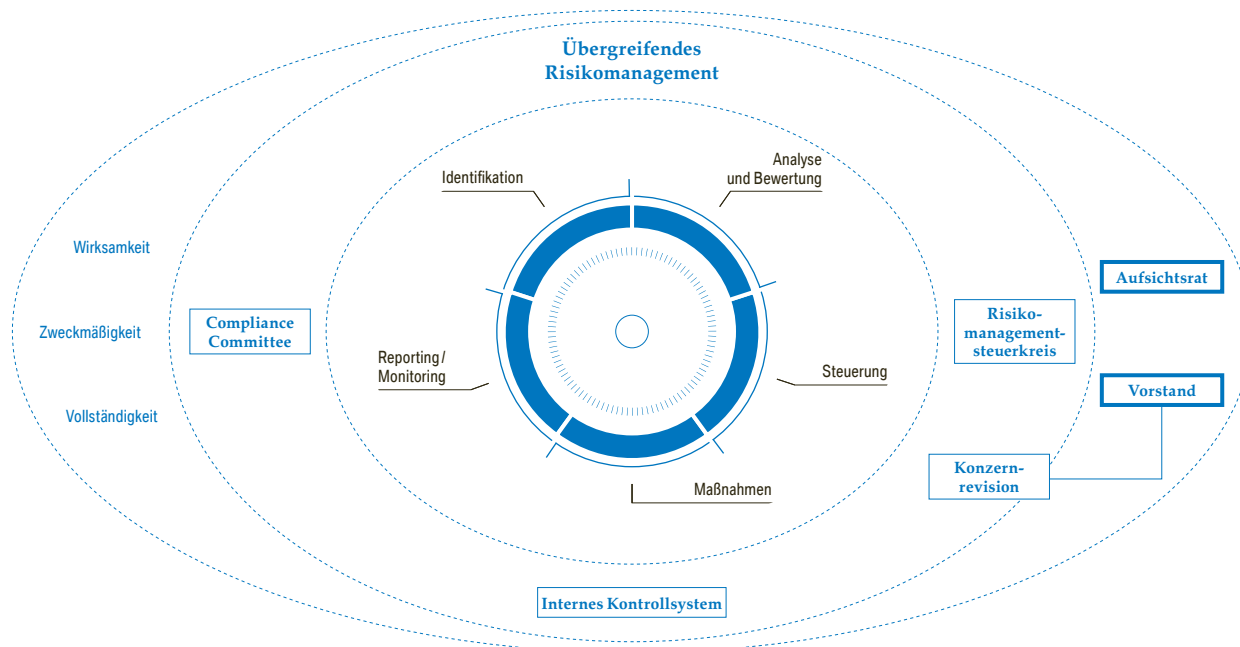 Übergreifendes
Risikomanagement
Analyse
und Bewertung
Identifikation
Wirksamkeit
Aufsichtsrat
Zweckmäßigkeit
Compliance
Committee
Risiko-
management-
steuerkreis
Reporting/
Monitoring
Steuerung
Vorstand
Vollständigkeit
Konzern-
revision
Maßnahmen
Internes Kontrollsystem